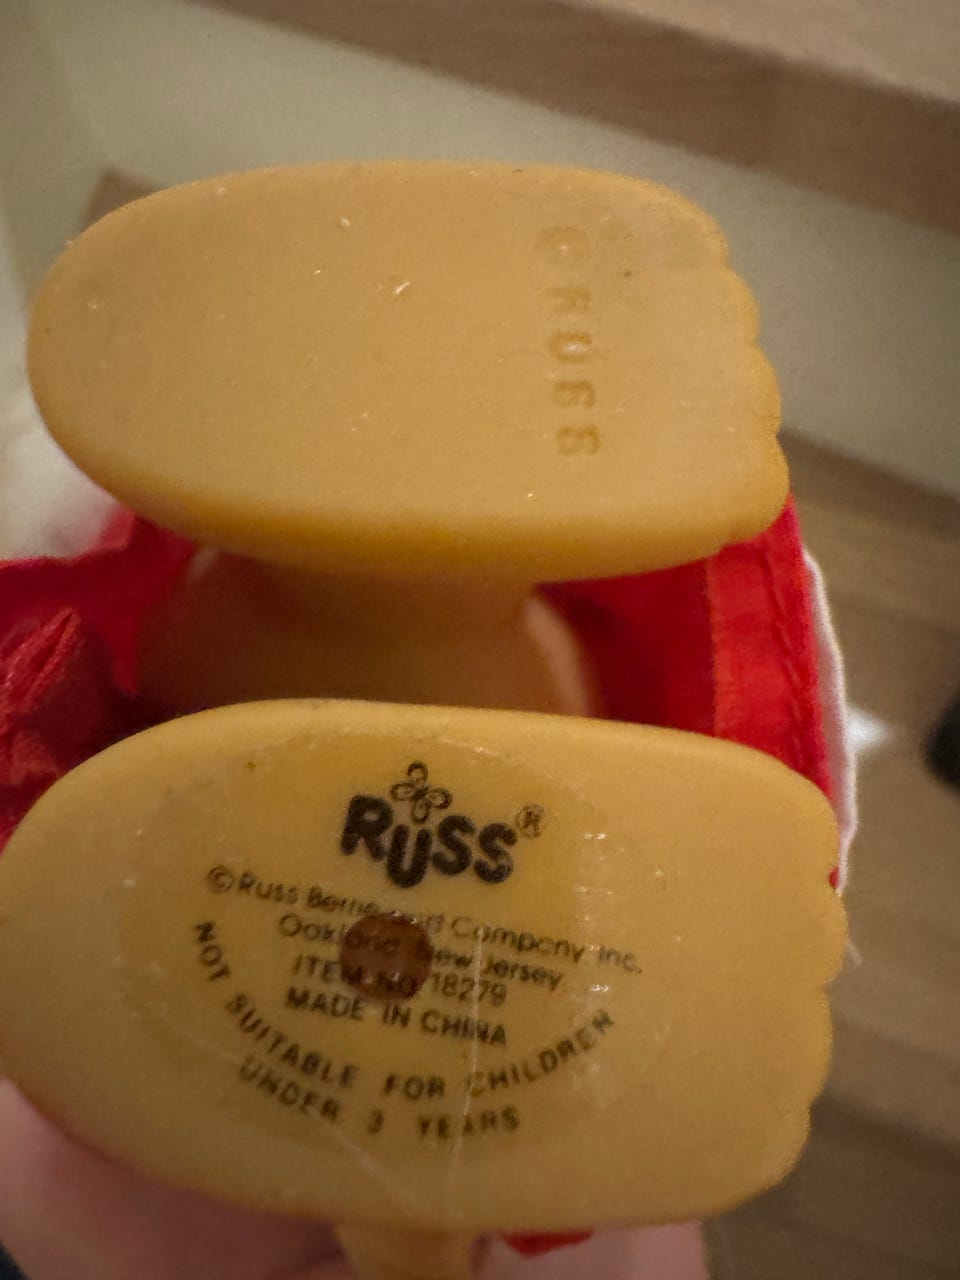 © RUSS
RUSS®
© Russ Berrie and Company, Inc.
Oakland, New Jersey
ITEM NO. 18279
MADE IN CHINA
NOT SUITABLE FOR CHILDREN
UNDER 3 YEARS